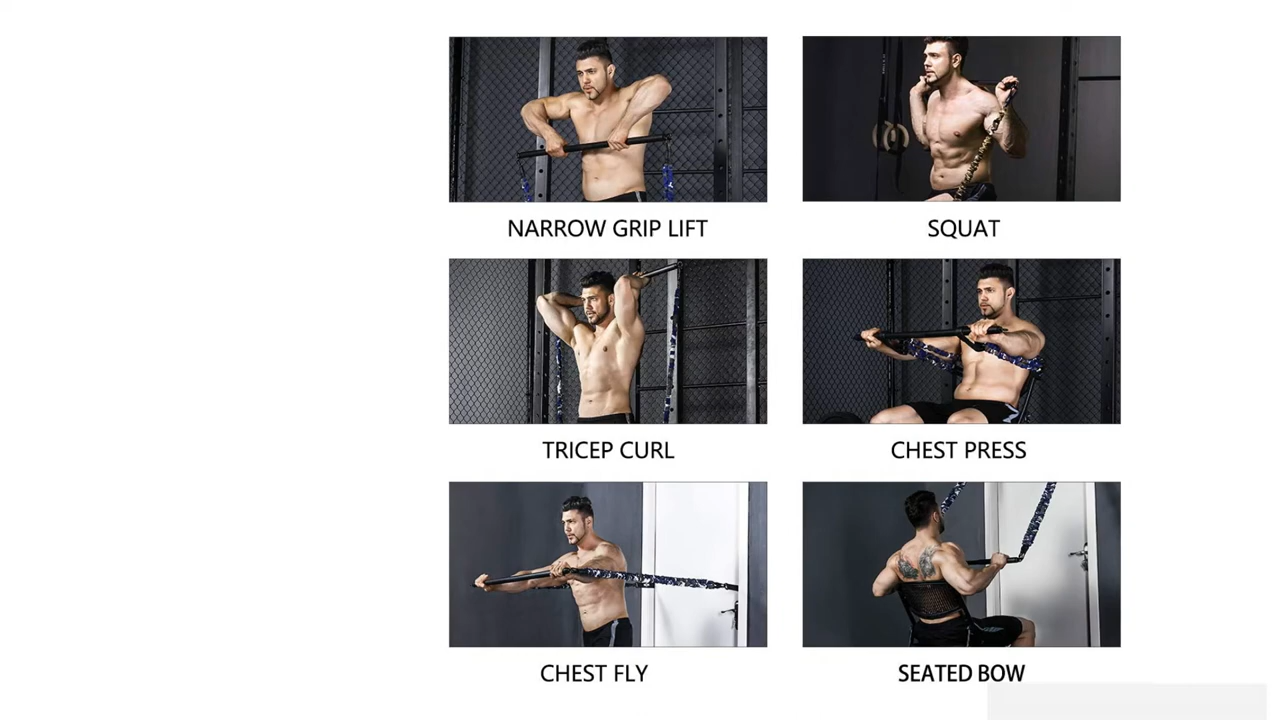 NARROW GRIP LIFT
SQUAT
TRICEP CURL
CHEST PRESS
CHEST FLY
SEATED BOW